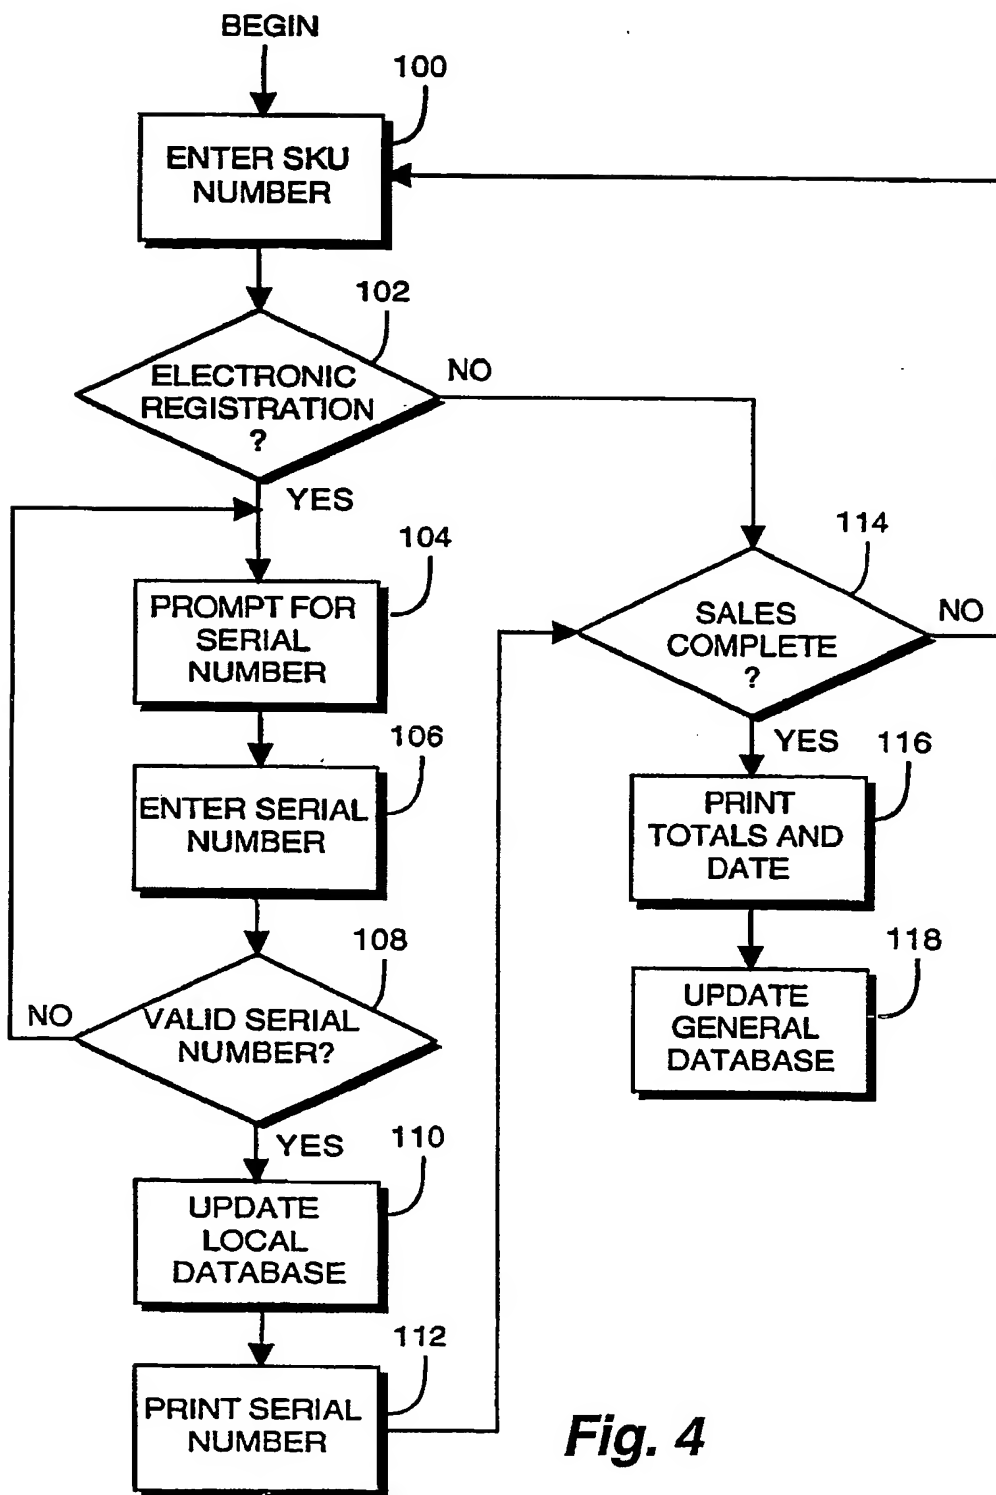 BEGIN
100
ENTER SKU
NUMBER
102
ELECTRONIC
REGISTRATION
?
NO
YES
104
PROMPT FOR
SERIAL
NUMBER
106
ENTER SERIAL
NUMBER
108
VALID SERIAL
NUMBER?
NO
YES
110
UPDATE
LOCAL
DATABASE
112
PRINT SERIAL
NUMBER
114
SALES
COMPLETE
?
NO
YES
116
PRINT
TOTALS AND
DATE
118
UPDATE
GENERAL
DATABASE
Fig. 4